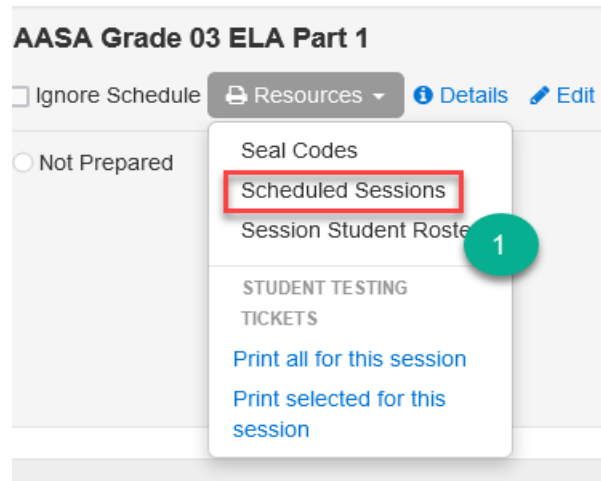 AASA Grade 03 ELA Part 1
Ignore Schedule Resources Details Edit
Not Prepared
Seal Codes
Scheduled Sessions
Session Student Roste
1
STUDENT TESTING
TICKETS
Print all for this session
Print selected for this
session